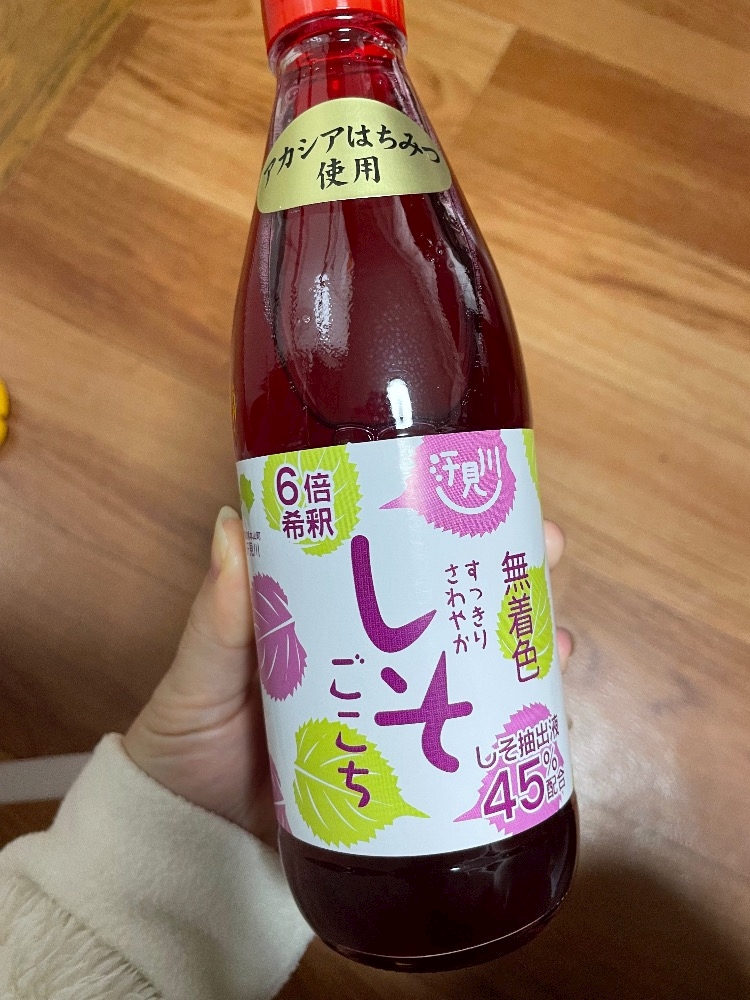 アカシアはちみつ
使用
6倍
希釈
汗見川
無着色
すっきり
さわやか
しそ
ごこち
しそ抽出液
45%
配合